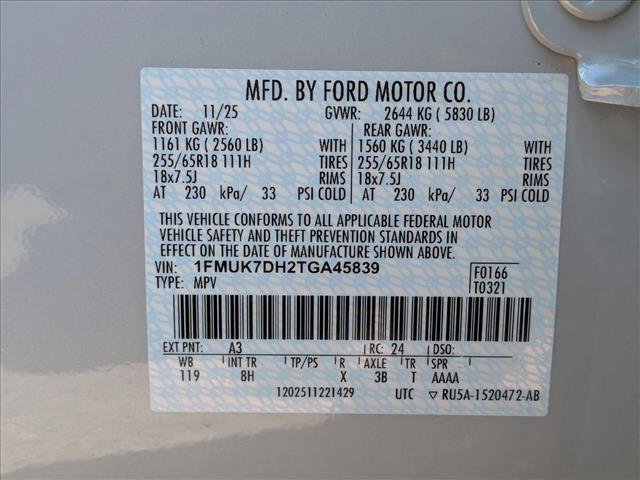 MFD. BY FORD MOTOR CO.
DATE: 11/25 GVWR: 2644 KG ( 5830 LB)
FRONT GAWR: REAR GAWR:
1161 KG ( 2560 LB) WITH 1560 KG ( 3440 LB) WITH
255/65R18 111H TIRES 255/65R18 111H TIRES
18x7.5J RIMS 18x7.5J RIMS
AT 230 kPa/ 33 PSI COLD AT 230 kPa/ 33 PSI COLD
THIS VEHICLE CONFORMS TO ALL APPLICABLE FEDERAL MOTOR
VEHICLE SAFETY AND THEFT PREVENTION STANDARDS IN
EFFECT ON THE DATE OF MANUFACTURE SHOWN ABOVE.
VIN: 1FMUK7DH2TGA45839 F0166
TYPE: MPV T0321
EXT PNT: A3 RC: 24 DSO:
WB INT TR TP/PS R AXLE TR SPR
119 8H X 3B T AAAA
1202511221429 UTC ▽ RU5A-1520472-AB